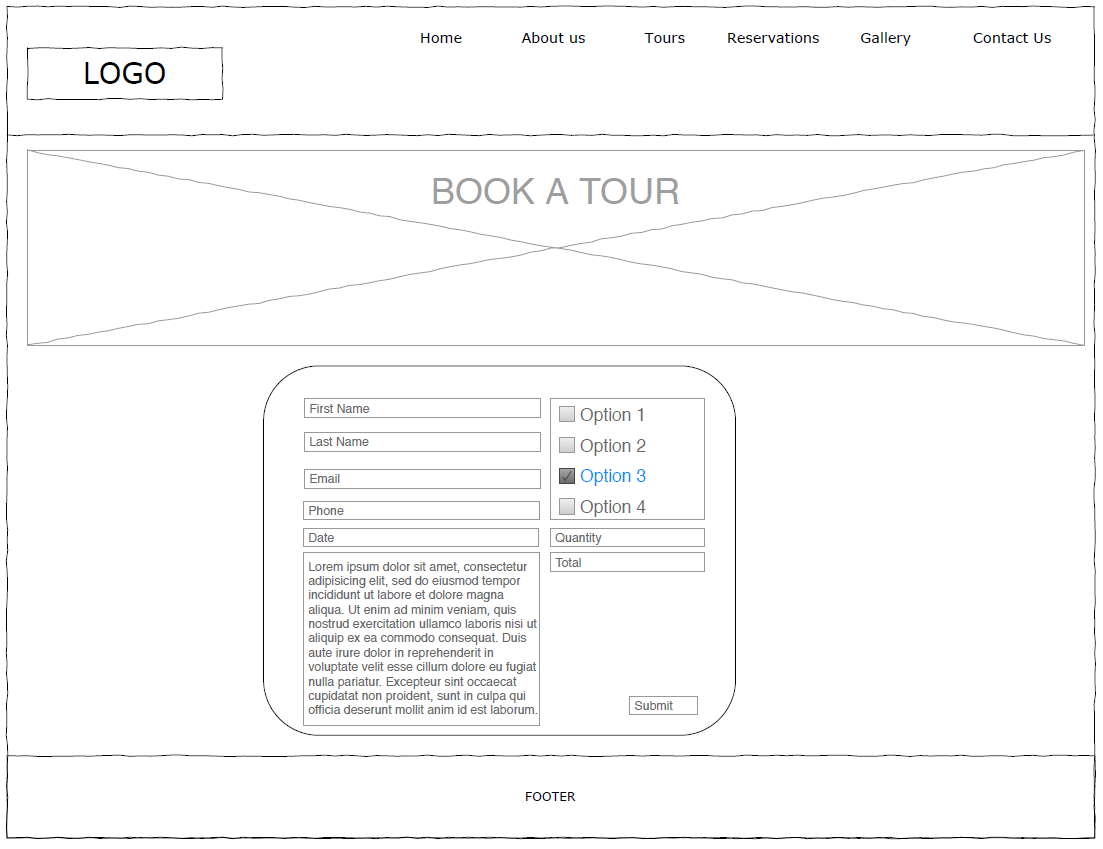 Home
About us
Tours
Reservations
Gallery
Contact Us
LOGO
BOOK A TOUR
First Name
Last Name
Email
Phone
Date
Lorem ipsum dolor sit amet, consectetur
adipisicing elit, sed do eiusmod tempor
incididunt ut labore et dolore magna
aliqua. Ut enim ad minim veniam, quis
nostrud exercitation ullamco laboris nisi ut
aliquip ex ea commodo consequat. Duis
aute irure dolor in reprehenderit in
voluptate velit esse cillum dolore eu fugiat
nulla pariatur. Excepteur sint occaecat
cupidatat non proident, sunt in culpa qui
officia deserunt mollit anim id est laborum.
Option 1
Option 2
Option 3
Option 4
Quantity
Total
Submit
FOOTER